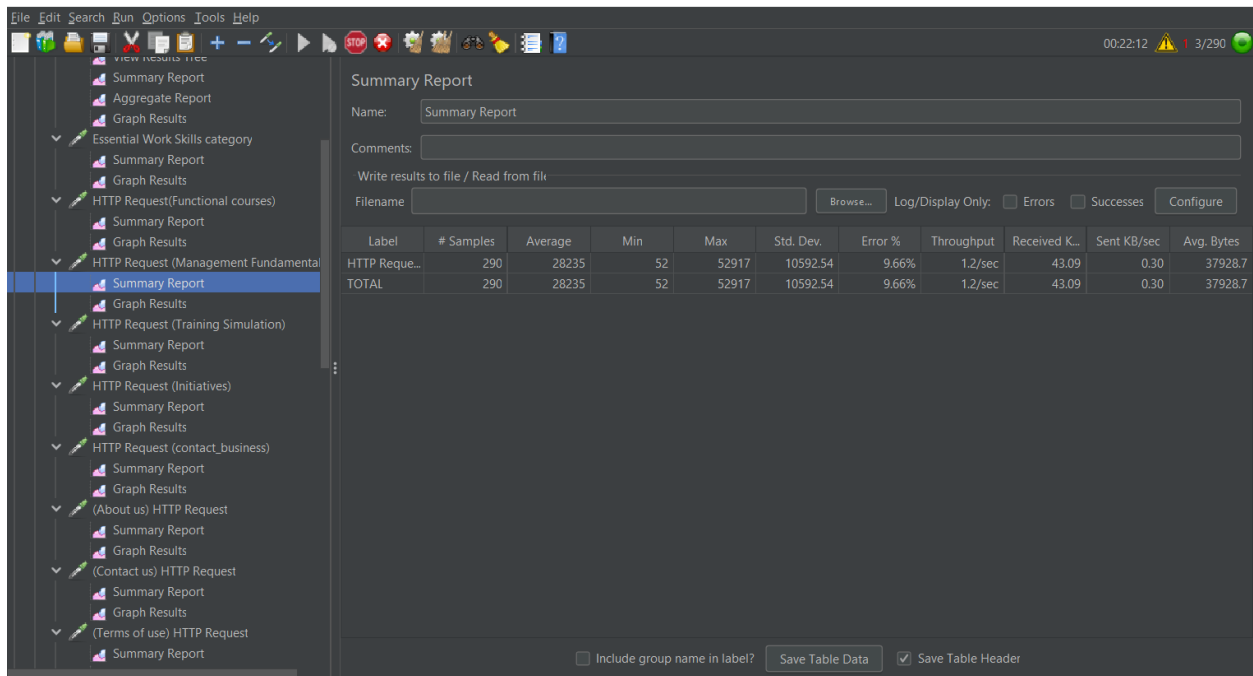 File Edit Search Run Options Tools Help
STOP
00:22:12 1 3/290
View Results Tree
Summary Report
Aggregate Report
Graph Results
Essential Work Skills category
Summary Report
Graph Results
HTTP Request(Functional courses)
Summary Report
Graph Results
HTTP Request (Management Fundamental
Summary Report
Graph Results
HTTP Request (Training Simulation)
Summary Report
Graph Results
HTTP Request (Initiatives)
Summary Report
Graph Results
HTTP Request (contact_business)
Summary Report
Graph Results
(About us) HTTP Request
Summary Report
Graph Results
(Contact us) HTTP Request
Summary Report
Graph Results
(Terms of use) HTTP Request
Summary Report
Summary Report
Name: Summary Report
Comments:
Write results to file / Read from file
Filename Browse... Log/Display Only: Errors Successes Configure
Label # Samples Average Min Max Std. Dev. Error % Throughput Received K... Sent KB/sec Avg. Bytes
HTTP Reque... 290 28235 52 52917 10592.54 9.66% 1.2/sec 43.09 0.30 37928.7
TOTAL 290 28235 52 52917 10592.54 9.66% 1.2/sec 43.09 0.30 37928.7
Include group name in label? Save Table Data Save Table Header